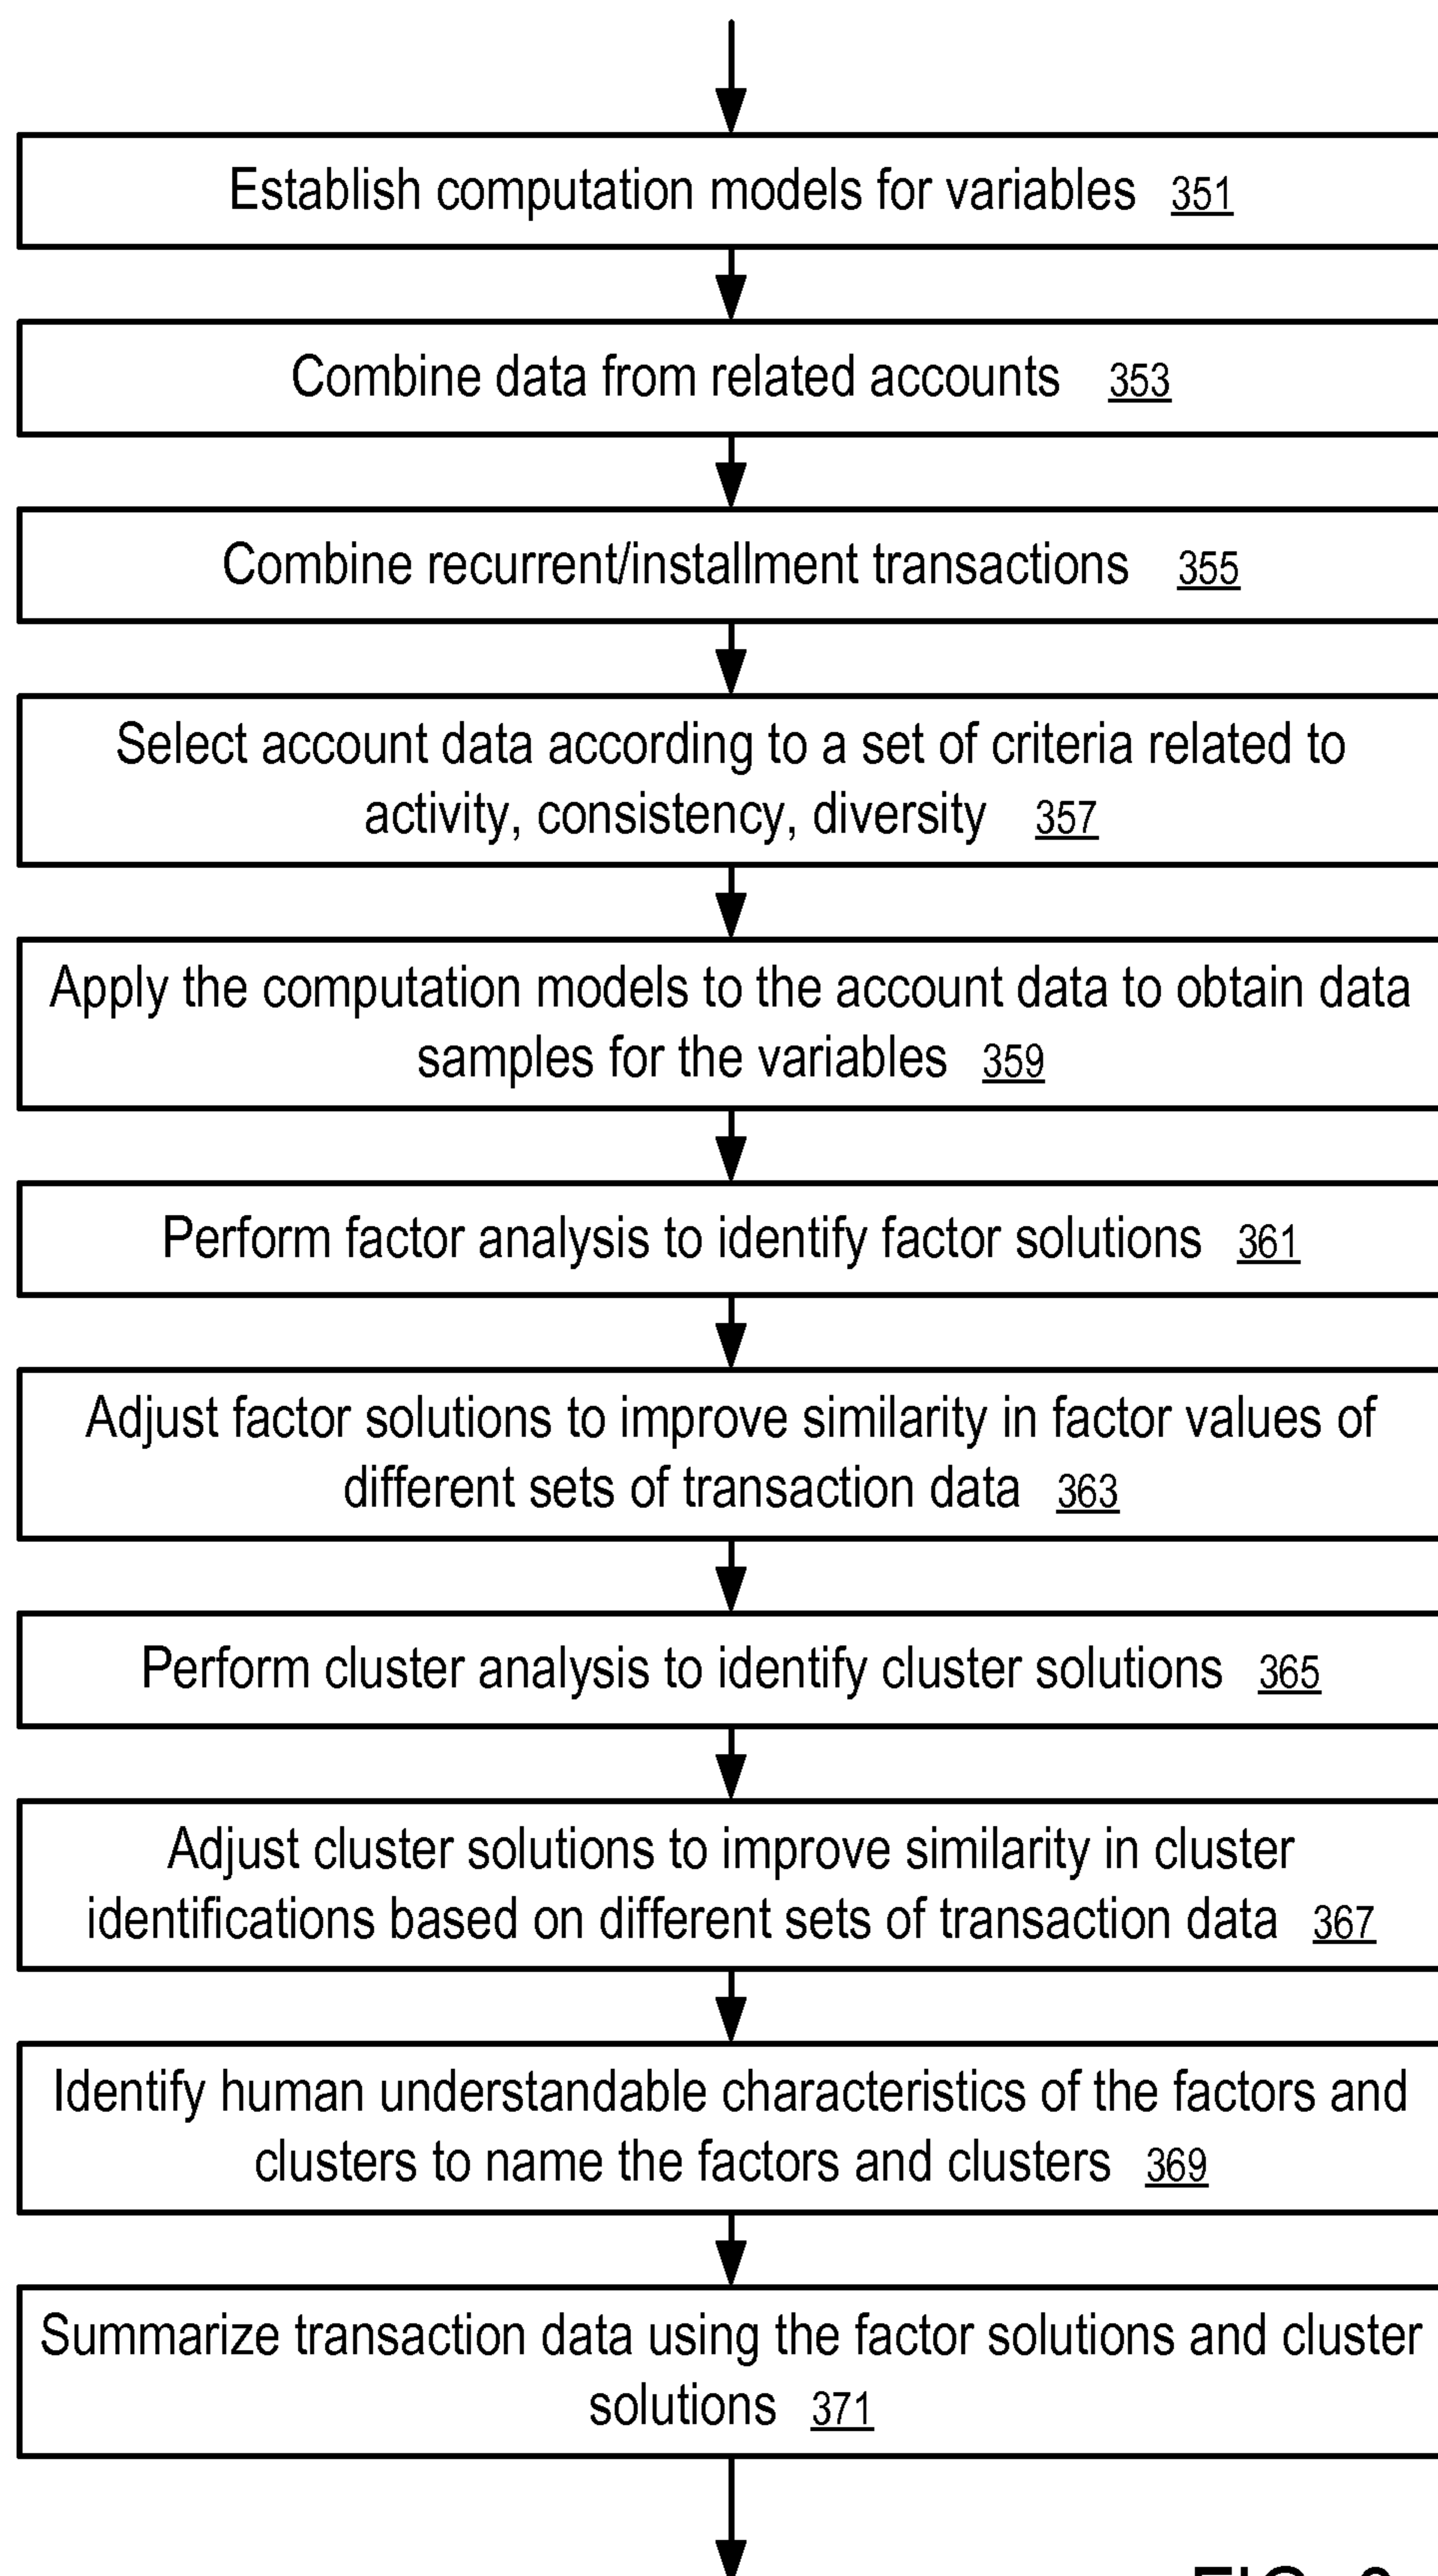 Establish computation models for variables 351
Combine data from related accounts 353
Combine recurrent/installment transactions 355
Select account data according to a set of criteria related to
activity, consistency, diversity 357
Apply the computation models to the account data to obtain data
samples for the variables 359
Perform factor analysis to identify factor solutions 361
Adjust factor solutions to improve similarity in factor values of
different sets of transaction data 363
Perform cluster analysis to identify cluster solutions 365
Adjust cluster solutions to improve similarity in cluster
identifications based on different sets of transaction data 367
Identify human understandable characteristics of the factors and
clusters to name the factors and clusters 369
Summarize transaction data using the factor solutions and cluster
solutions 371